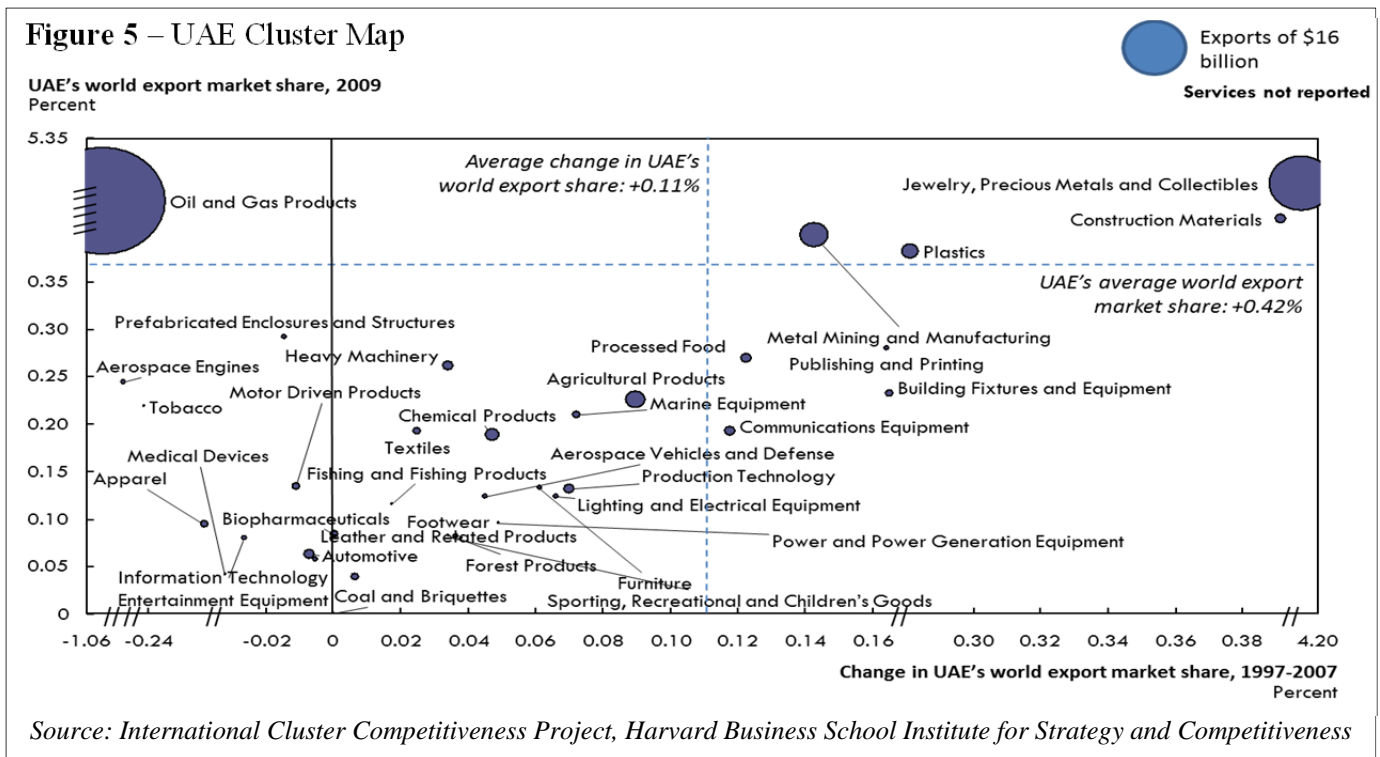 Figure 5 – UAE Cluster Map
Exports of $16
billion
Services not reported
UAE's world export market share, 2009
Percent
5.35
0.35
0.30
0.25
0.20
0.15
0.10
0.05
0
Average change in UAE's
world export share: +0.11%
Oil and Gas Products
Jewelry, Precious Metals and Collectibles
Construction Materials
Plastics
UAE's average world export
market share: +0.42%
Prefabricated Enclosures and Structures
Metal Mining and Manufacturing
Processed Food
Heavy Machinery
Publishing and Printing
Aerospace Engines
Agricultural Products
Building Fixtures and Equipment
Motor Driven Products
Tobacco
Marine Equipment
Chemical Products
Communications Equipment
Textiles
Medical Devices
Aerospace Vehicles and Defense
Apparel
Fishing and Fishing Products
Production Technology
Lighting and Electrical Equipment
Biopharmaceuticals
Footwear
Leather and Related Products
Power and Power Generation Equipment
Automotive
Forest Products
Information Technology
Furniture
Entertainment Equipment
Coal and Briquettes
Sporting, Recreational and Children's Goods
-1.06
-0.24
-0.02
0
0.02
0.04
0.06
0.08
0.10
0.12
0.14
0.16
0.30
0.32
0.34
0.36
0.38
4.20
Change in UAE's world export market share, 1997-2007
Percent
Source: International Cluster Competitiveness Project, Harvard Business School Institute for Strategy and Competitiveness